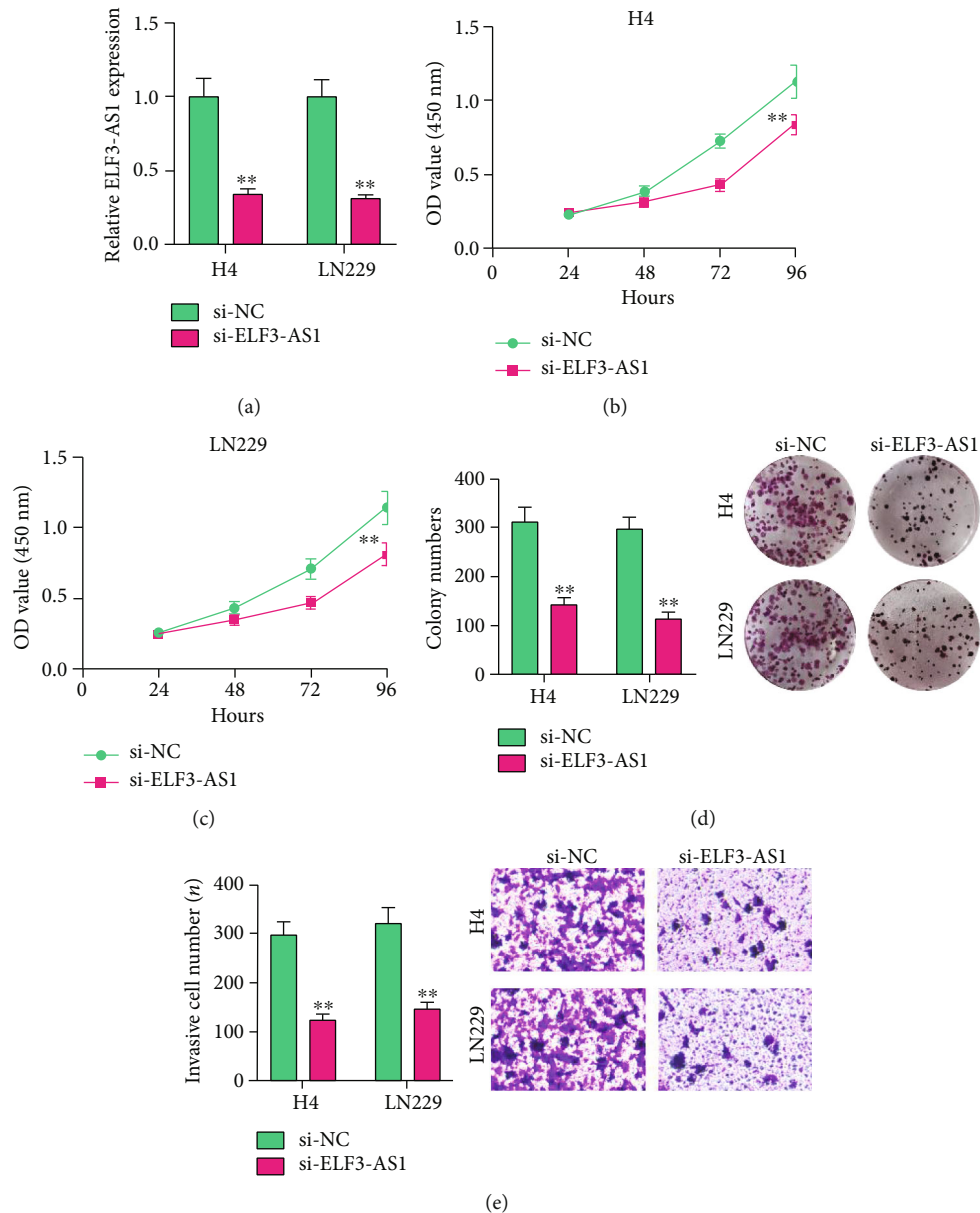 1.5
1.0
0.5
0.0
Relative ELF3-AS1 expression
**
**
H4
LN229
si-NC
si-ELF3-AS1
(a)
H4
1.5
1.0
0.5
0.0
OD value (450 nm)
**
0
24
48
72
96
Hours
si-NC
si-ELF3-AS1
(b)
LN229
1.5
1.0
0.5
0.0
OD value (450 nm)
**
0
24
48
72
96
Hours
si-NC
si-ELF3-AS1
(c)
400
300
200
100
0
Colony numbers
**
**
H4
LN229
si-NC
si-ELF3-AS1
si-NC
si-ELF3-AS1
H4
LN229
(d)
400
300
200
100
0
Invasive cell number (n)
**
**
H4
LN229
si-NC
si-ELF3-AS1
si-NC
si-ELF3-AS1
H4
LN229
(e)